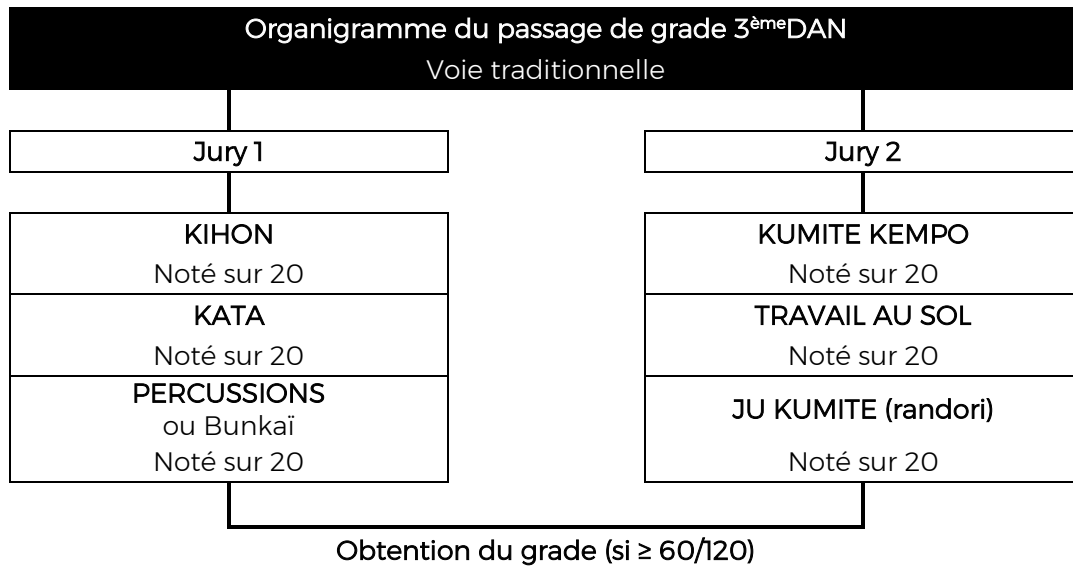 Organigramme du passage de grade 3èmeDAN
Voie traditionnelle
Jury 1
KIHON
Noté sur 20
KATA
Noté sur 20
PERCUSSIONS
ou Bunkaï
Noté sur 20
Jury 2
KUMITE KEMPO
Noté sur 20
TRAVAIL AU SOL
Noté sur 20
JU KUMITE (randori)
Noté sur 20
Obtention du grade (si ≥ 60/120)